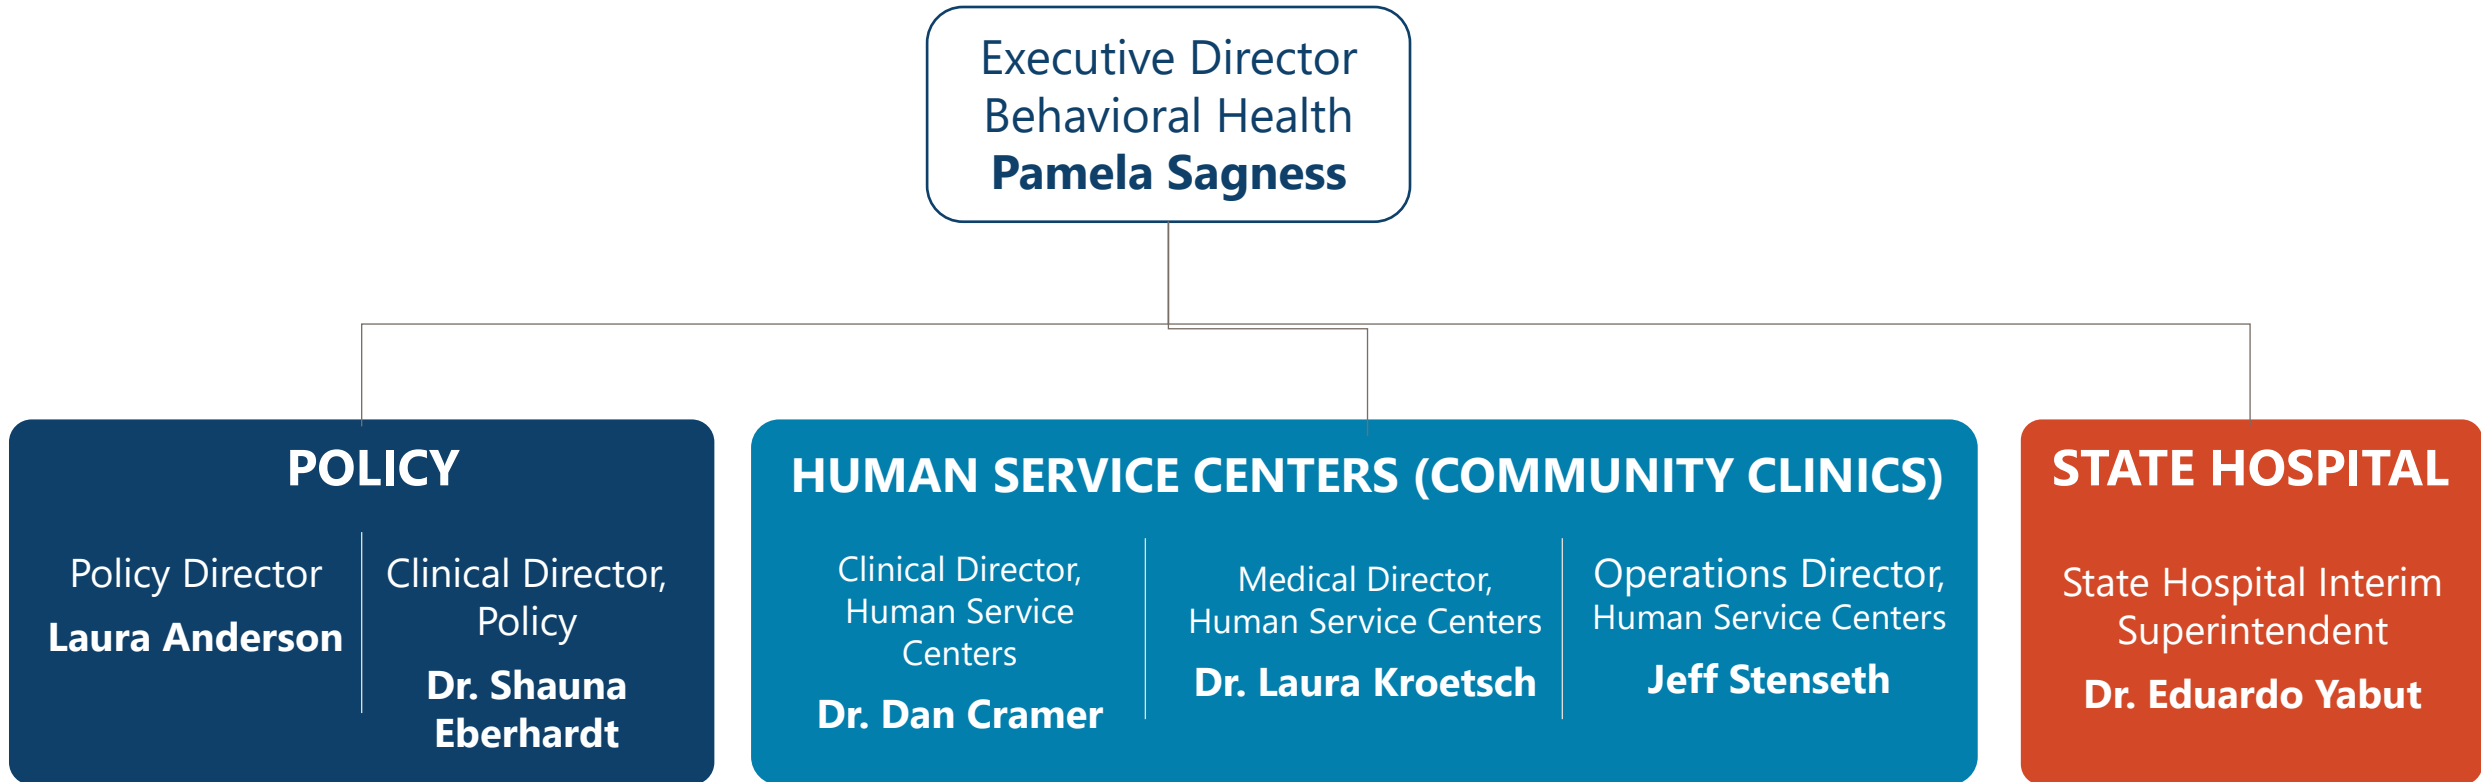 Executive Director
Behavioral Health
Pamela Sagness
POLICY
Policy Director
Laura Anderson
Clinical Director,
Policy
Dr. Shauna
Eberhardt
HUMAN SERVICE CENTERS (COMMUNITY CLINICS)
Clinical Director,
Human Service
Centers
Dr. Dan Cramer
Medical Director,
Human Service Centers
Dr. Laura Kroetsch
Operations Director,
Human Service Centers
Jeff Stenseth
STATE HOSPITAL
State Hospital Interim
Superintendent
Dr. Eduardo Yabut